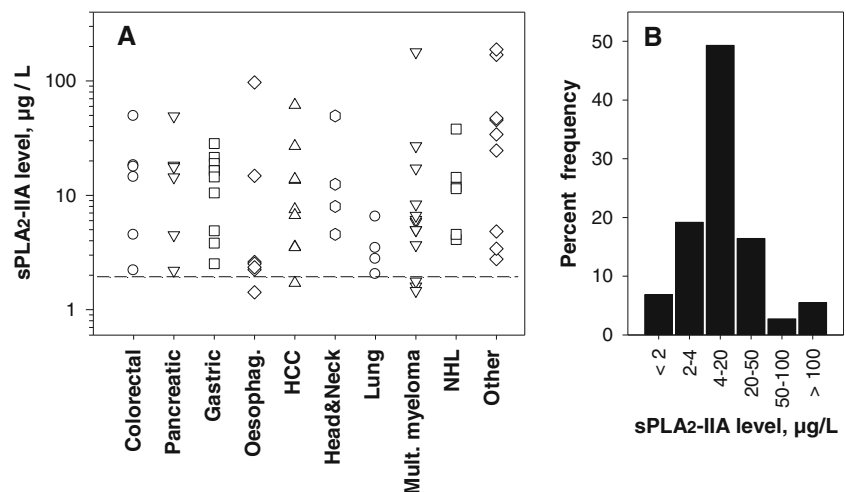 A
sPLA2-IIA level, µg / L
100
10
1
Colorectal
Pancreatic
Gastric
Oesophag.
HCC
Head&Neck
Lung
Mult. myeloma
NHL
Other
B
Percent frequency
50
40
30
20
10
0
< 2
2-4
4-20
20-50
50-100
> 100
sPLA2-IIA level, µg/L